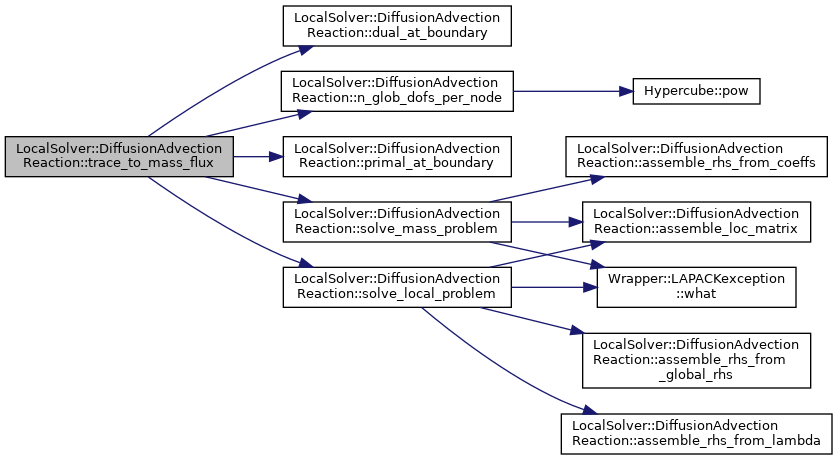 LocalSolver::DiffusionAdvection
Reaction::trace_to_mass_flux
LocalSolver::DiffusionAdvection
Reaction::dual_at_boundary
LocalSolver::DiffusionAdvection
Reaction::n_glob_dofs_per_node
LocalSolver::DiffusionAdvection
Reaction::primal_at_boundary
LocalSolver::DiffusionAdvection
Reaction::solve_mass_problem
LocalSolver::DiffusionAdvection
Reaction::solve_local_problem
Hypercube::pow
LocalSolver::DiffusionAdvection
Reaction::assemble_rhs_from_coeffs
LocalSolver::DiffusionAdvection
Reaction::assemble_loc_matrix
Wrapper::LAPACKexception
::what
LocalSolver::DiffusionAdvection
Reaction::assemble_rhs_from
_global_rhs
LocalSolver::DiffusionAdvection
Reaction::assemble_rhs_from_lambda